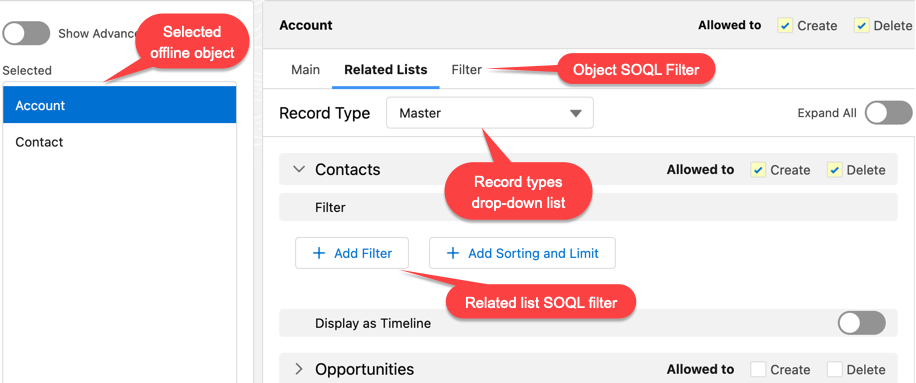 Show Advanc
Selected
offline object
Selected
Account
Contact
Account
Allowed to Create Delete
Main Related Lists Filter
Object SOQL Filter
Record Type Master
Expand All
Record types
drop-down list
Contacts
Allowed to Create Delete
Filter
+ Add Filter
+ Add Sorting and Limit
Related list SOQL filter
Display as Timeline
Opportunities
Allowed to Create Delete